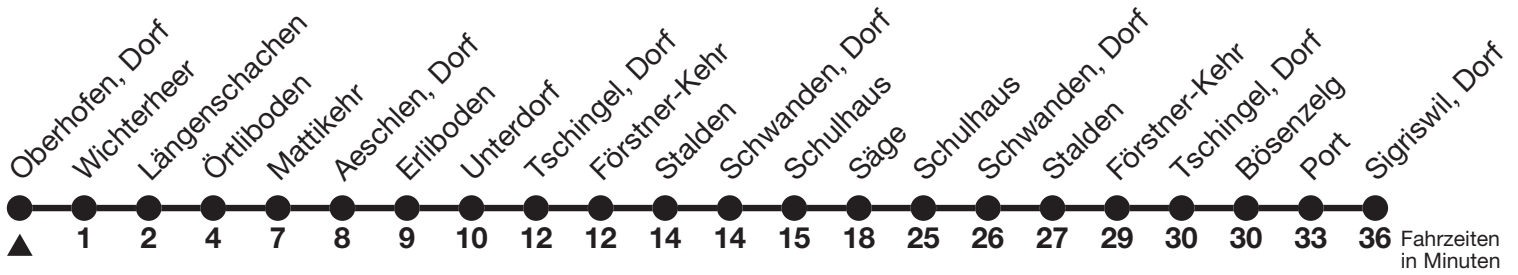 Oberhofen, Dorf
Wichterheer
Längenschachen
Örtliboden
Mattikehr
Aeschlen, Dorf
Erliboden
Unterdorf
Tschingel, Dorf
Förstner-Kehr
Stalden
Schwanden, Dorf
Schulhaus
Säge
Schulhaus
Schwanden, Dorf
Stalden
Förstner-Kehr
Tschingel, Dorf
Bösenzelg
Port
Sigriswil, Dorf
1 2 4 7 8 9 10 12 12 14 14 15 18 25 26 27 29 30 30 33 36 Fahrzeiten
in Minuten